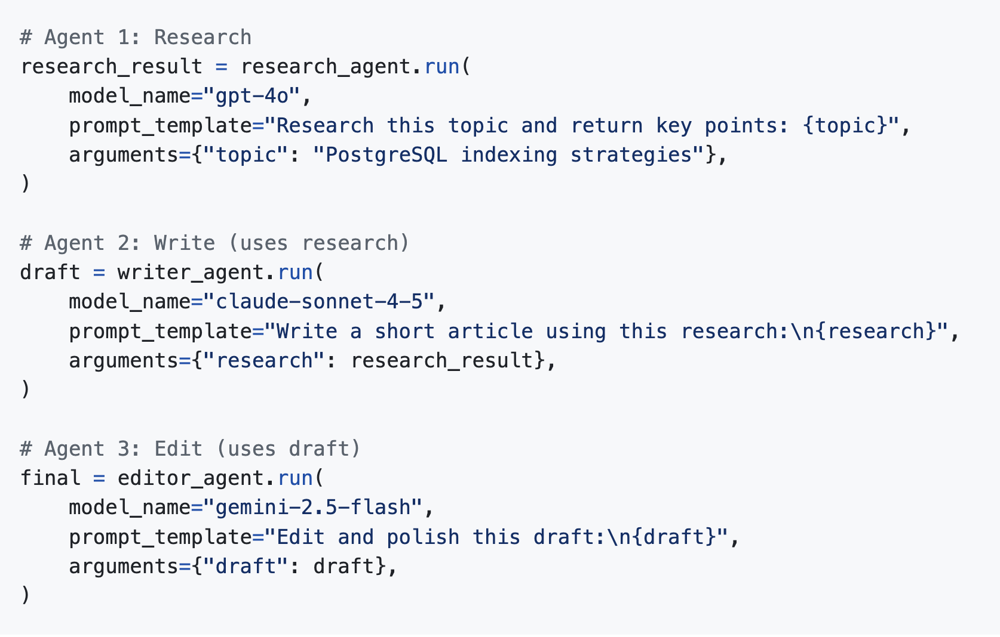 # Agent 1: Research
research_result = research_agent.run(
    model_name="gpt-4o",
    prompt_template="Research this topic and return key points: {topic}",
    arguments={"topic": "PostgreSQL indexing strategies"},
)

# Agent 2: Write (uses research)
draft = writer_agent.run(
    model_name="claude-sonnet-4-5",
    prompt_template="Write a short article using this research:\n{research}",
    arguments={"research": research_result},
)

# Agent 3: Edit (uses draft)
final = editor_agent.run(
    model_name="gemini-2.5-flash",
    prompt_template="Edit and polish this draft:\n{draft}",
    arguments={"draft": draft},
)